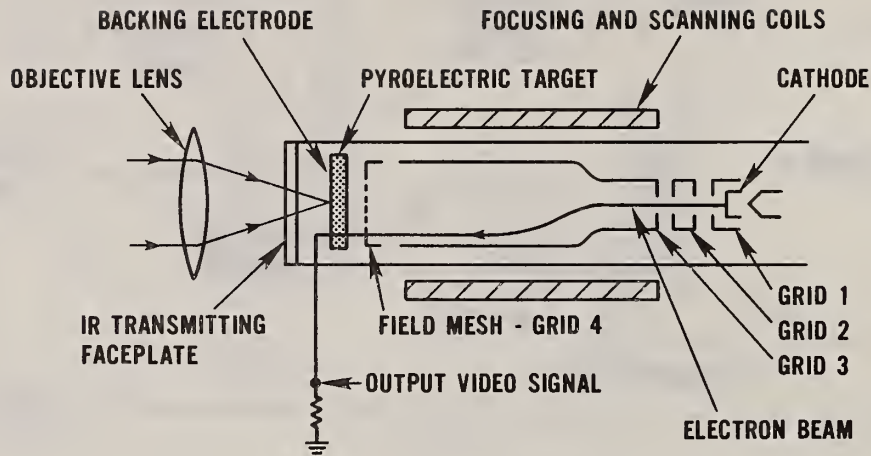 BACKING ELECTRODE
FOCUSING AND SCANNING COILS
OBJECTIVE LENS
PYROELECTRIC TARGET
CATHODE
IR TRANSMITTING
FACEPLATE
FIELD MESH - GRID 4
GRID 1
GRID 2
GRID 3
OUTPUT VIDEO SIGNAL
ELECTRON BEAM